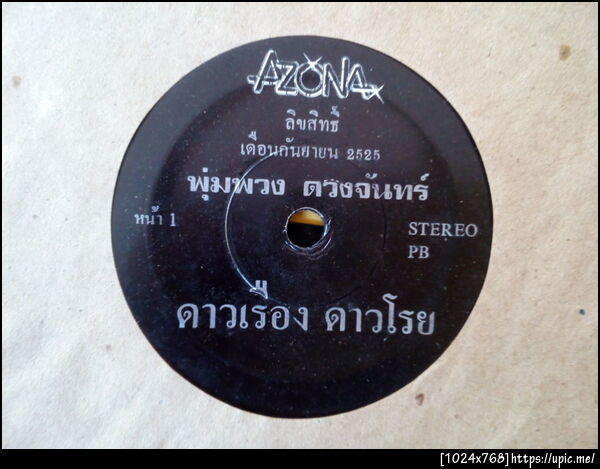 AZONA
ลิขสิทธิ์
เดือนกันยายน 2525
พุ่มพวง ดวงจันทร์
หน้า 1
STEREO
PB
ดาวเรือง ดาวโรย
[1024x768]https://upic.me/